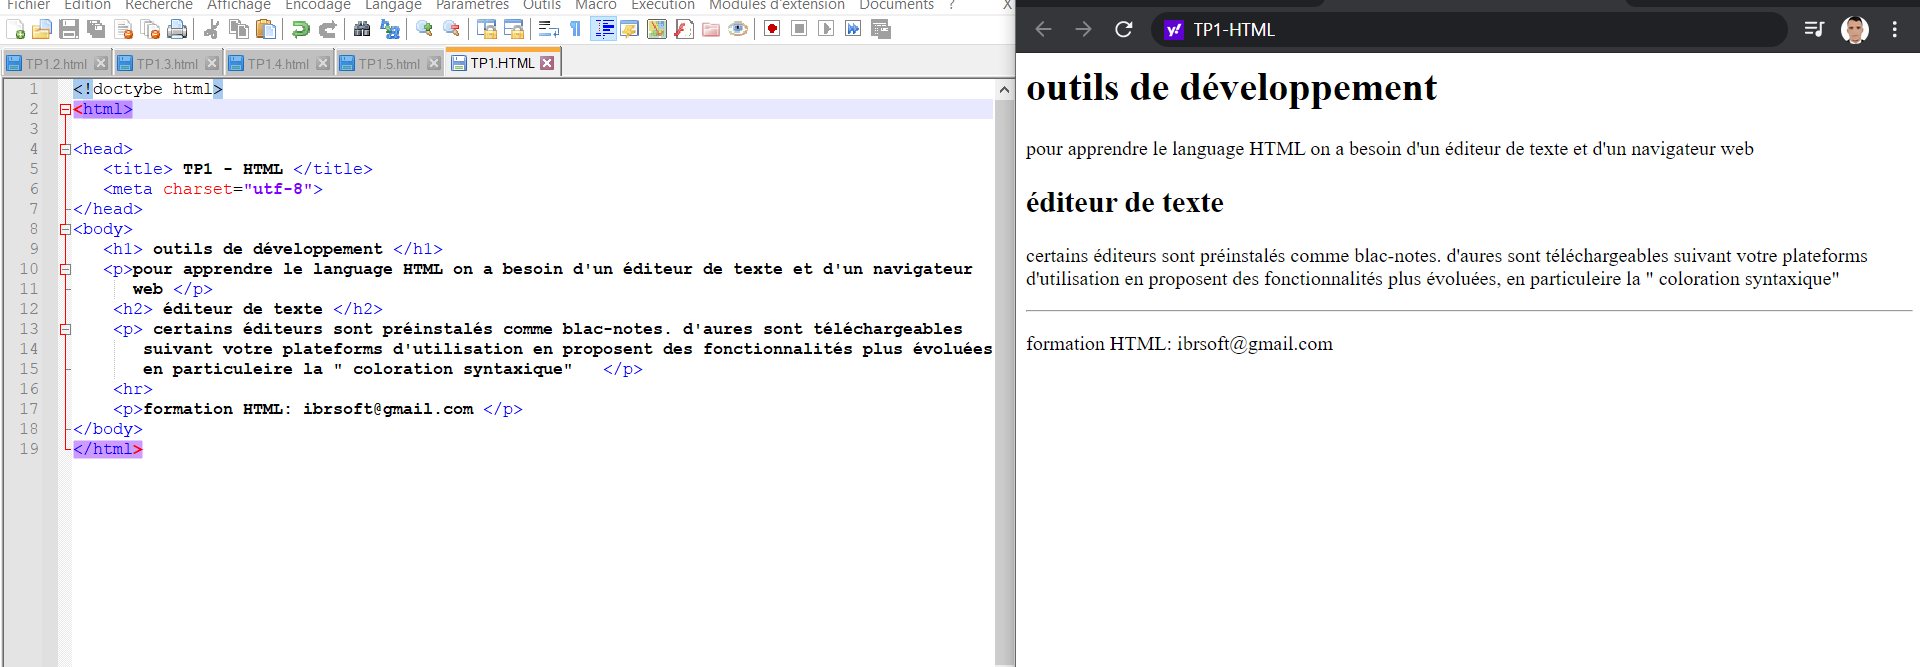 Fichier Edition Recherche Affichage Encodage Langage Paramètres Outils Macro Exécution Modules d'extension Documents ? X
TP1.2.html TP1.3.html TP1.4.html TP1.5.html TP1.HTML
1 <!doctybe html>
2 <html>
3
4 <head>
5 <title> TP1 - HTML </title>
6 <meta charset="utf-8">
7 </head>
8 <body>
9 <h1> outils de développement </h1>
10 <p>pour apprendre le language HTML on a besoin d'un éditeur de texte et d'un navigateur
11 web </p>
12 <h2> éditeur de texte </h2>
13 <p> certains éditeurs sont préinstalés comme blac-notes. d'aures sont téléchargeables
14 suivant votre plateforms d'utilisation en proposent des fonctionnalités plus évoluées
15 en particuleire la " coloration syntaxique" </p>
16 <hr>
17 <p>formation HTML: ibrsoft@gmail.com </p>
18 </body>
19 </html>
y! TP1-HTML
outils de développement
pour apprendre le language HTML on a besoin d'un éditeur de texte et d'un navigateur web
éditeur de texte
certains éditeurs sont préinstalés comme blac-notes. d'aures sont téléchargeables suivant votre plateforms
d'utilisation en proposent des fonctionnalités plus évoluées, en particuleire la " coloration syntaxique"
formation HTML: ibrsoft@gmail.com